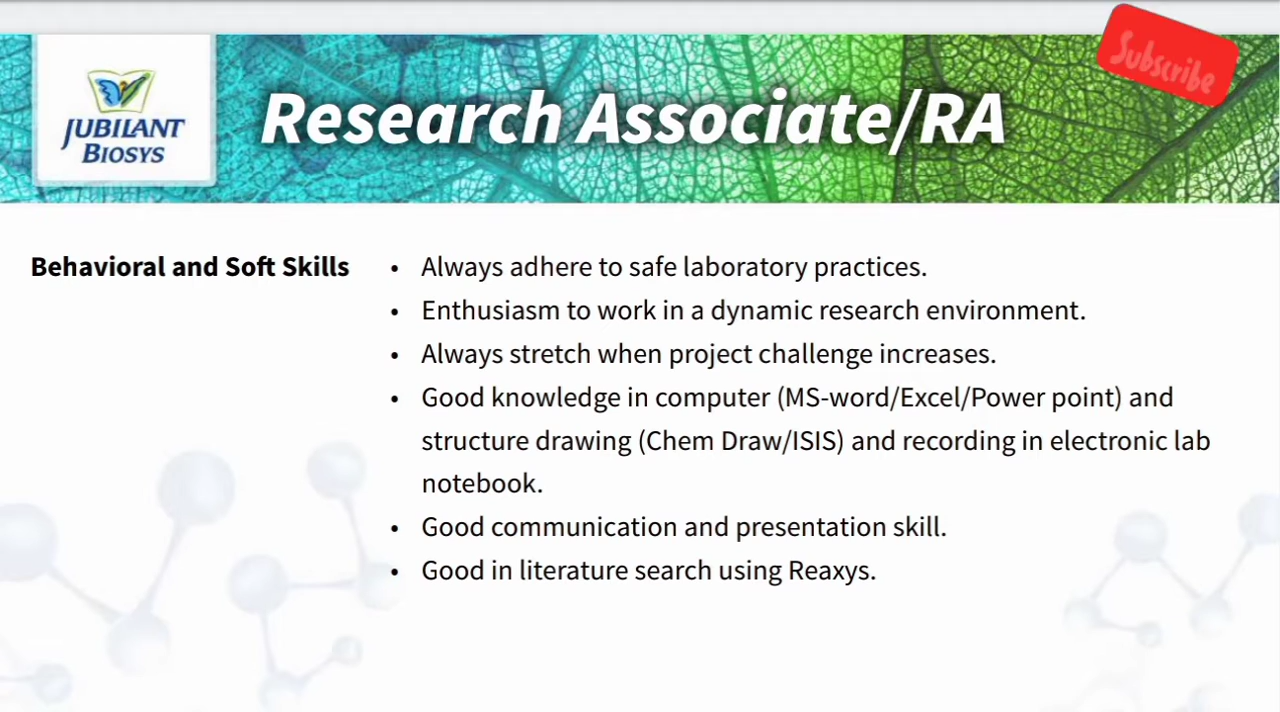 Subscribe
JUBILANT
BIOSYS
Research Associate/RA
Behavioral and Soft Skills
• Always adhere to safe laboratory practices.
• Enthusiasm to work in a dynamic research environment.
• Always stretch when project challenge increases.
• Good knowledge in computer (MS-word/Excel/Power point) and
structure drawing (Chem Draw/ISIS) and recording in electronic lab
notebook.
• Good communication and presentation skill.
• Good in literature search using Reaxys.